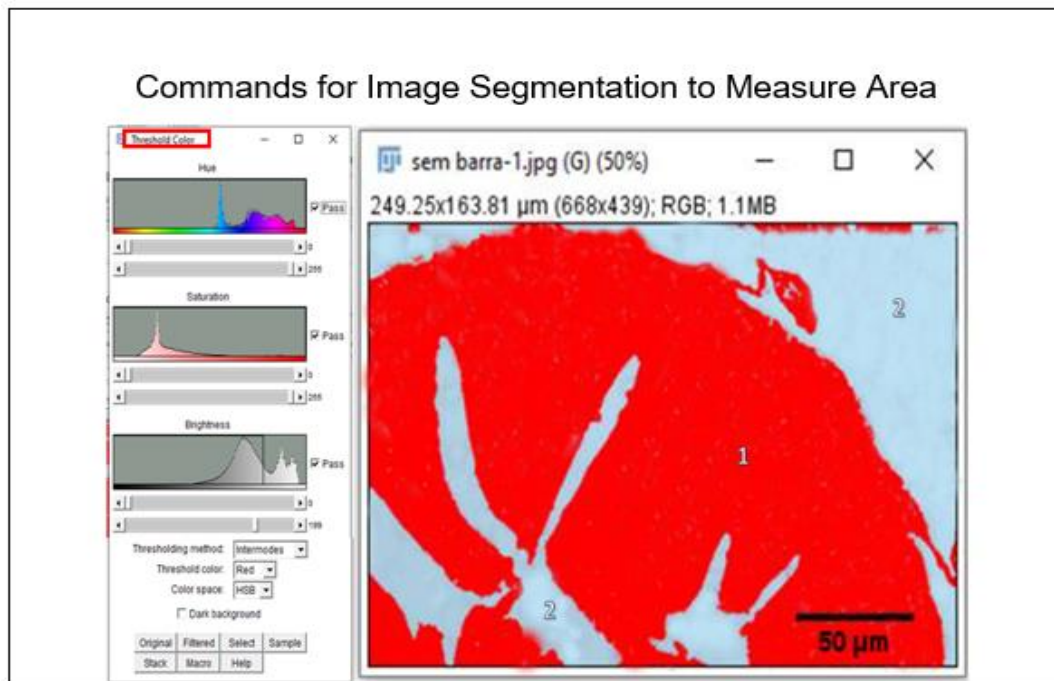 Commands for Image Segmentation to Measure Area
Threshold Color
Hue
Pass
0
255
Saturation
Pass
0
255
Brightness
Pass
0
199
Thresholding method: Intermodes
Threshold color: Red
Color space: HSB
Dark background
Original Filtered Select Sample
Stack Macro Help
sem barra-1.jpg (G) (50%)
249.25x163.81 µm (668x439); RGB; 1.1MB
2
1
2
50 µm